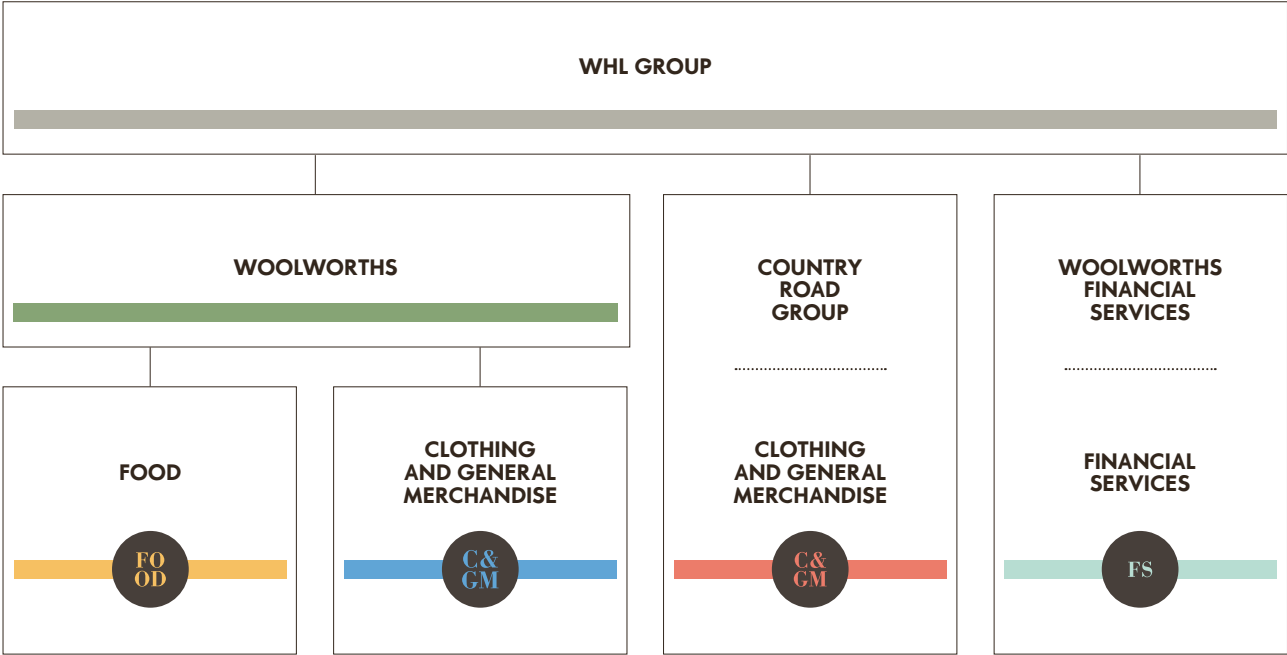 WHL GROUP
WOOLWORTHS
COUNTRY
ROAD
GROUP
WOOLWORTHS
FINANCIAL
SERVICES
FOOD
CLOTHING
AND GENERAL
MERCHANDISE
CLOTHING
AND GENERAL
MERCHANDISE
FINANCIAL
SERVICES
FO
OD
C&
GM
C&
GM
FS